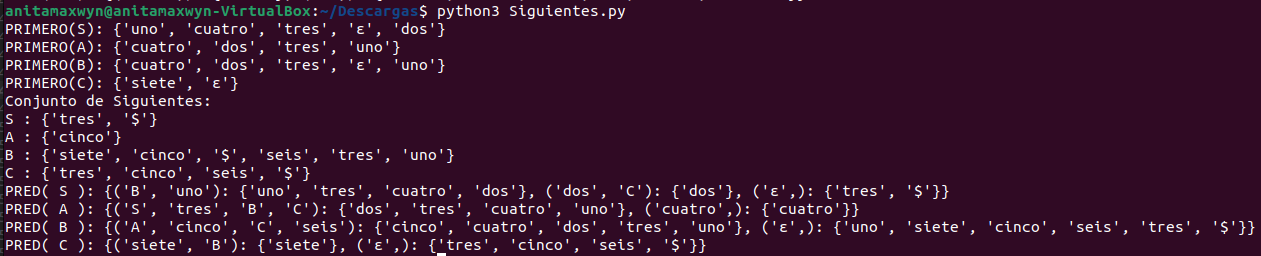 anitamaxwyn@anitamaxwyn-VirtualBox:~/Descargas$ python3 Siguientes.py
PRIMERO(S): {'uno', 'cuatro', 'tres', 'ε', 'dos'}
PRIMERO(A): {'cuatro', 'dos', 'tres', 'uno'}
PRIMERO(B): {'cuatro', 'dos', 'tres', 'ε', 'uno'}
PRIMERO(C): {'siete', 'ε'}
Conjunto de Siguientes:
S : {'tres', '$'}
A : {'cinco'}
B : {'siete', 'cinco', '$', 'seis', 'tres', 'uno'}
C : {'tres', 'cinco', 'seis', '$'}
PRED( S ): {('B', 'uno'): {'uno', 'tres', 'cuatro', 'dos'}, ('dos', 'C'): {'dos'}, ('ε',): {'tres', '$'}}
PRED( A ): {('S', 'tres', 'B', 'C'): {'dos', 'tres', 'cuatro', 'uno'}, ('cuatro',): {'cuatro'}}
PRED( B ): {('A', 'cinco', 'C', 'seis'): {'cinco', 'cuatro', 'dos', 'tres', 'uno'}, ('ε',): {'uno', 'siete', 'cinco', 'seis', 'tres', '$'}}
PRED( C ): {('siete', 'B'): {'siete'}, ('ε',): {'tres', 'cinco', 'seis', '$'}}